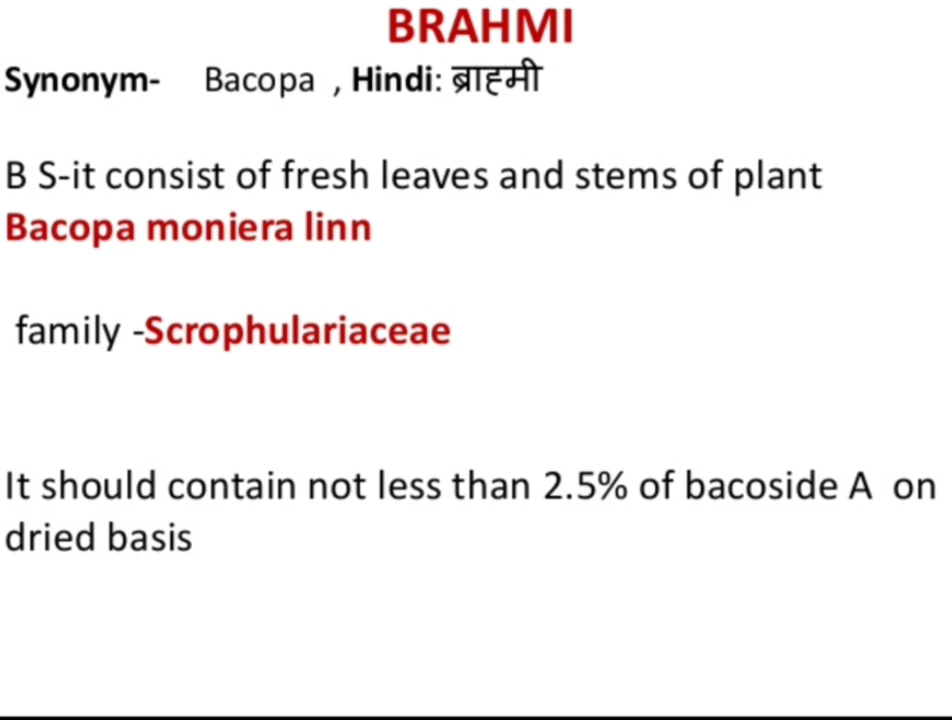 BRAHMI
Synonym- Bacopa , Hindi: ब्राह्मी
B S-it consist of fresh leaves and stems of plant
Bacopa moniera linn
family -Scrophulariaceae
It should contain not less than 2.5% of bacoside A on
dried basis